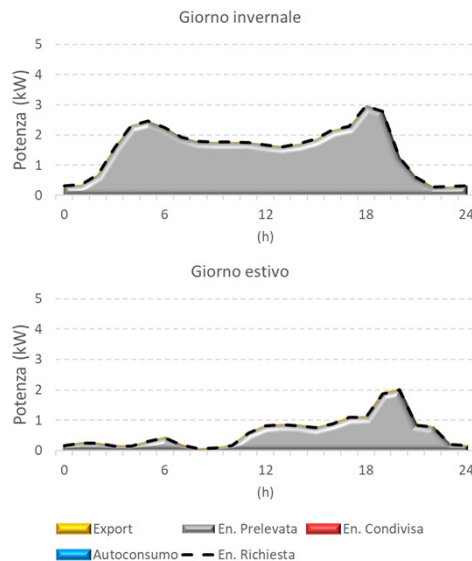 Giorno invernale
5
4
3
2
1
0
Potenza (kW)
0 6 12 18 24
(h)
Giorno estivo
5
4
3
2
1
0
Potenza (kW)
0 6 12 18 24
(h)
Export En. Prelevata En. Condivisa
Autoconsumo En. Richiesta